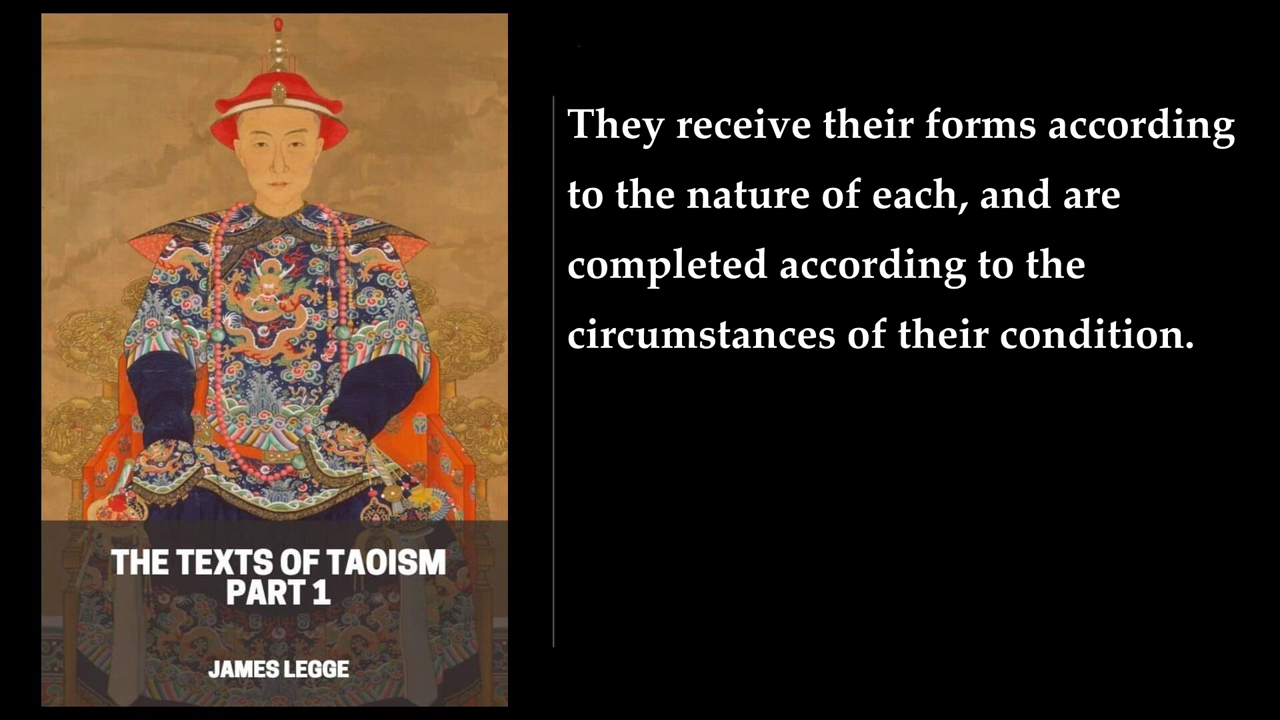 THE TEXTS OF TAOISM
PART 1
JAMES LEGGE
They receive their forms according
to the nature of each, and are
completed according to the
circumstances of their condition.